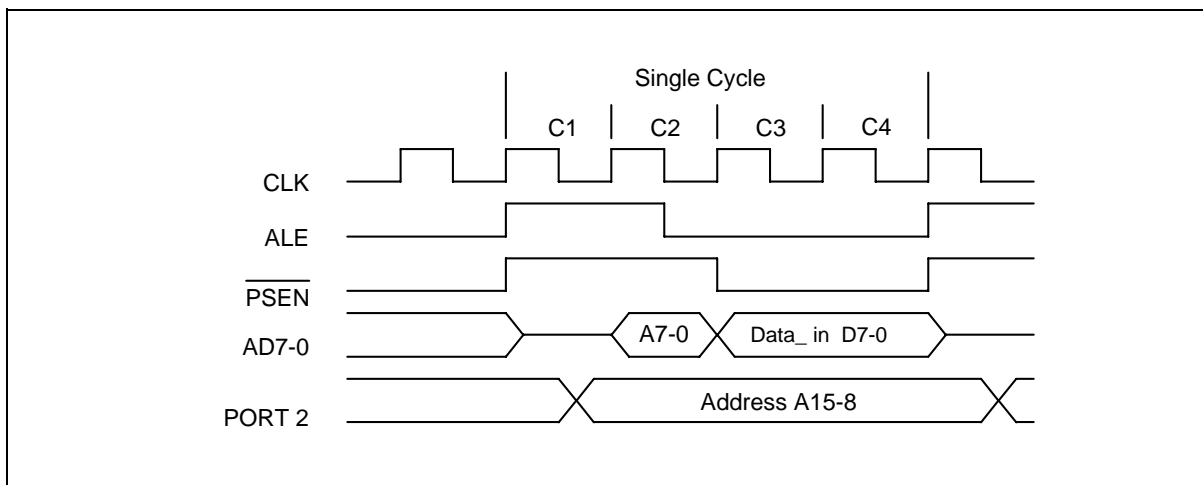 Single Cycle
C1 C2 C3 C4
CLK
ALE
PSEN
AD7-0 A7-0 Data_ in D7-0
PORT 2 Address A15-8